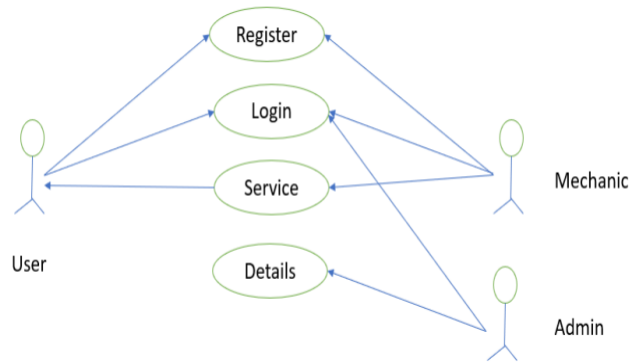 Register
Login
Service
Mechanic
User
Details
Admin